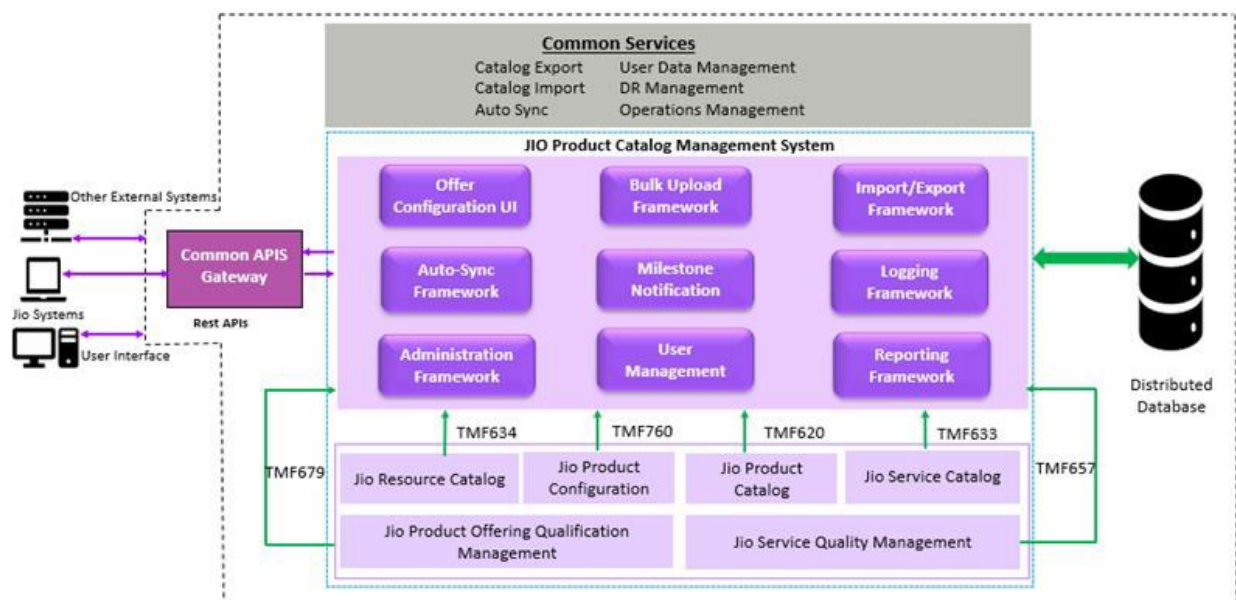 Common Services
Catalog Export User Data Management
Catalog Import DR Management
Auto Sync Operations Management
JIO Product Catalog Management System
Offer
Configuration UI
Bulk Upload
Framework
Import/Export
Framework
Other External Systems
Common APIS
Gateway
Auto-Sync
Framework
Milestone
Notification
Logging
Framework
Jio Systems
Rest APIs
User Interface
Administration
Framework
User
Management
Reporting
Framework
Distributed
Database
TMF634
TMF760
TMF620
TMF633
TMF679
TMF657
Jio Resource Catalog
Jio Product
Configuration
Jio Product
Catalog
Jio Service Catalog
Jio Product Offering Qualification
Management
Jio Service Quality Management